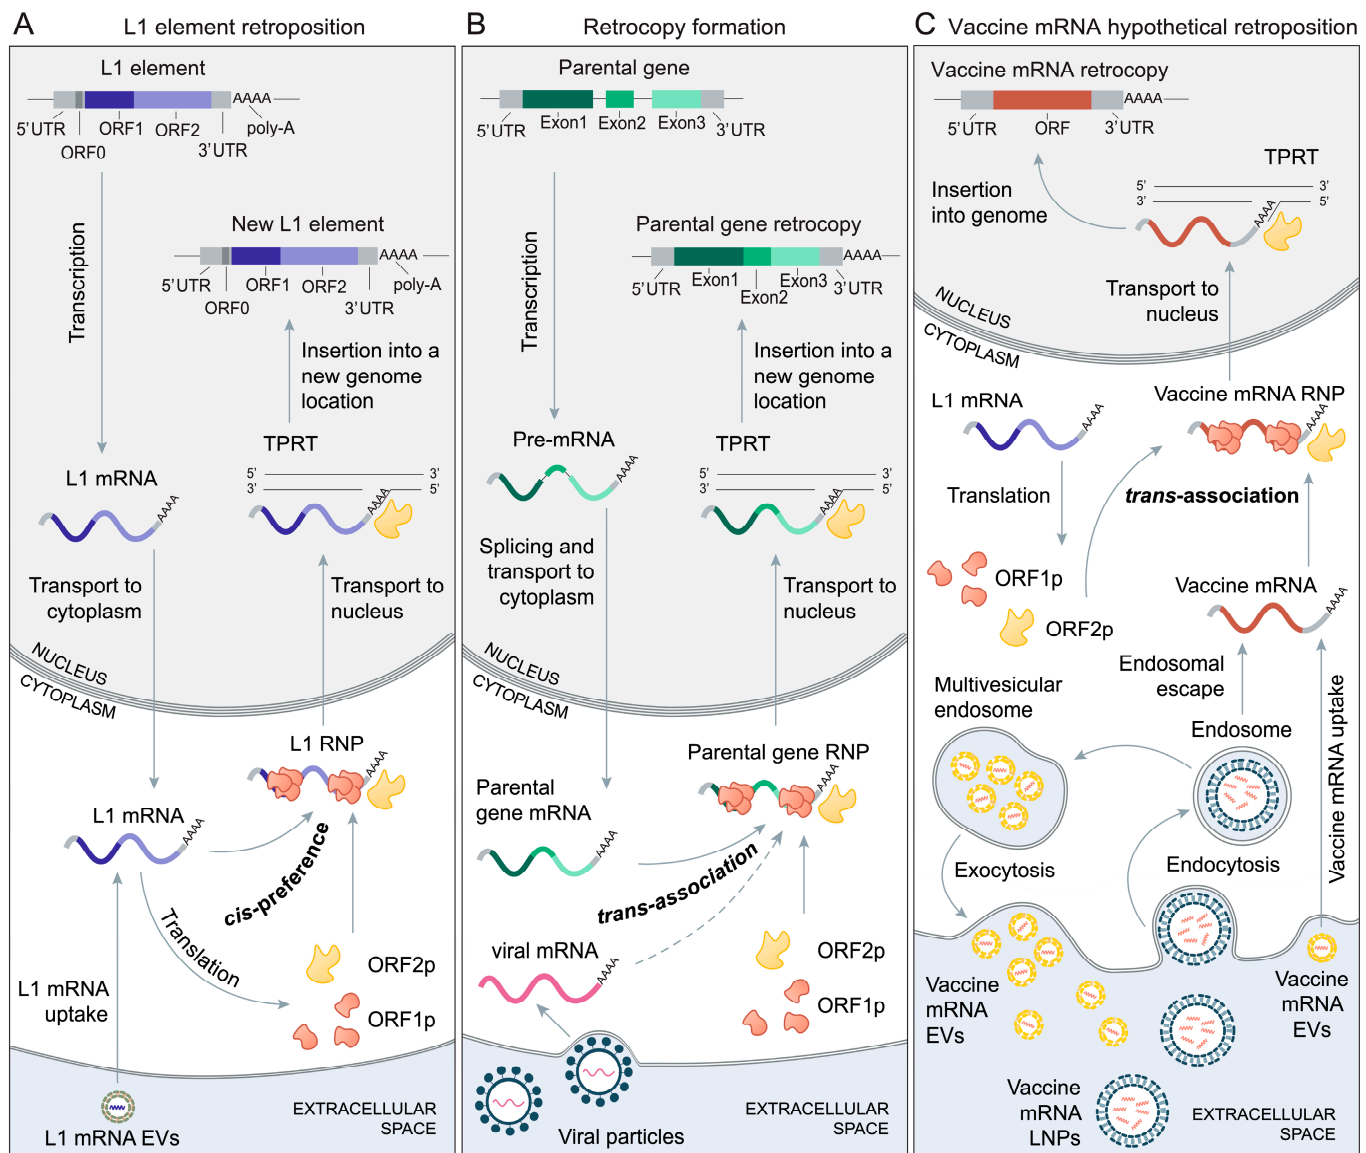 A L1 element retroposition
L1 element
AAAA
5'UTR
ORF0
ORF1
ORF2
3'UTR
poly-A
Transcription
New L1 element
AAAA
5'UTR
ORF0
ORF1
ORF2
3'UTR
poly-A
Insertion into a
new genome
location
TPRT
5' 3'
3' 5'
AAAA
L1 mRNA
AAAA
Transport to
cytoplasm
Transport to
nucleus
NUCLEUS
CYTOPLASM
L1 RNP
AAAA
L1 mRNA
AAAA
cis-preference
Translation
ORF2p
ORF1p
L1 mRNA
uptake
L1 mRNA EVs
EXTRACELLULAR
SPACE
B Retrocopy formation
Parental gene
5'UTR
Exon1
Exon2
Exon3
3'UTR
Transcription
Parental gene retrocopy
AAAA
5'UTR
Exon1
Exon2
Exon3
3'UTR
Insertion into a
new genome
location
TPRT
5' 3'
3' 5'
AAAA
Pre-mRNA
AAAA
Splicing and
transport to
cytoplasm
Transport to
nucleus
NUCLEUS
CYTOPLASM
Parental gene RNP
AAAA
Parental
gene mRNA
AAAA
trans-association
viral mRNA
AAAA
ORF2p
ORF1p
Viral particles
EXTRACELLULAR
SPACE
C Vaccine mRNA hypothetical retroposition
Vaccine mRNA retrocopy
AAAA
5'UTR
ORF
3'UTR
TPRT
5' 3'
3' 5'
AAAA
Insertion
into genome
Transport to
nucleus
NUCLEUS
CYTOPLASM
L1 mRNA
AAAA
Vaccine mRNA RNP
AAAA
Translation
trans-association
ORF1p
ORF2p
Vaccine mRNA
AAAA
Endosomal
escape
Multivesicular
endosome
Endosome
Vaccine mRNA uptake
Exocytosis
Endocytosis
Vaccine
mRNA
EVs
Vaccine
mRNA
EVs
Vaccine
mRNA
LNPs
EXTRACELLULAR
SPACE